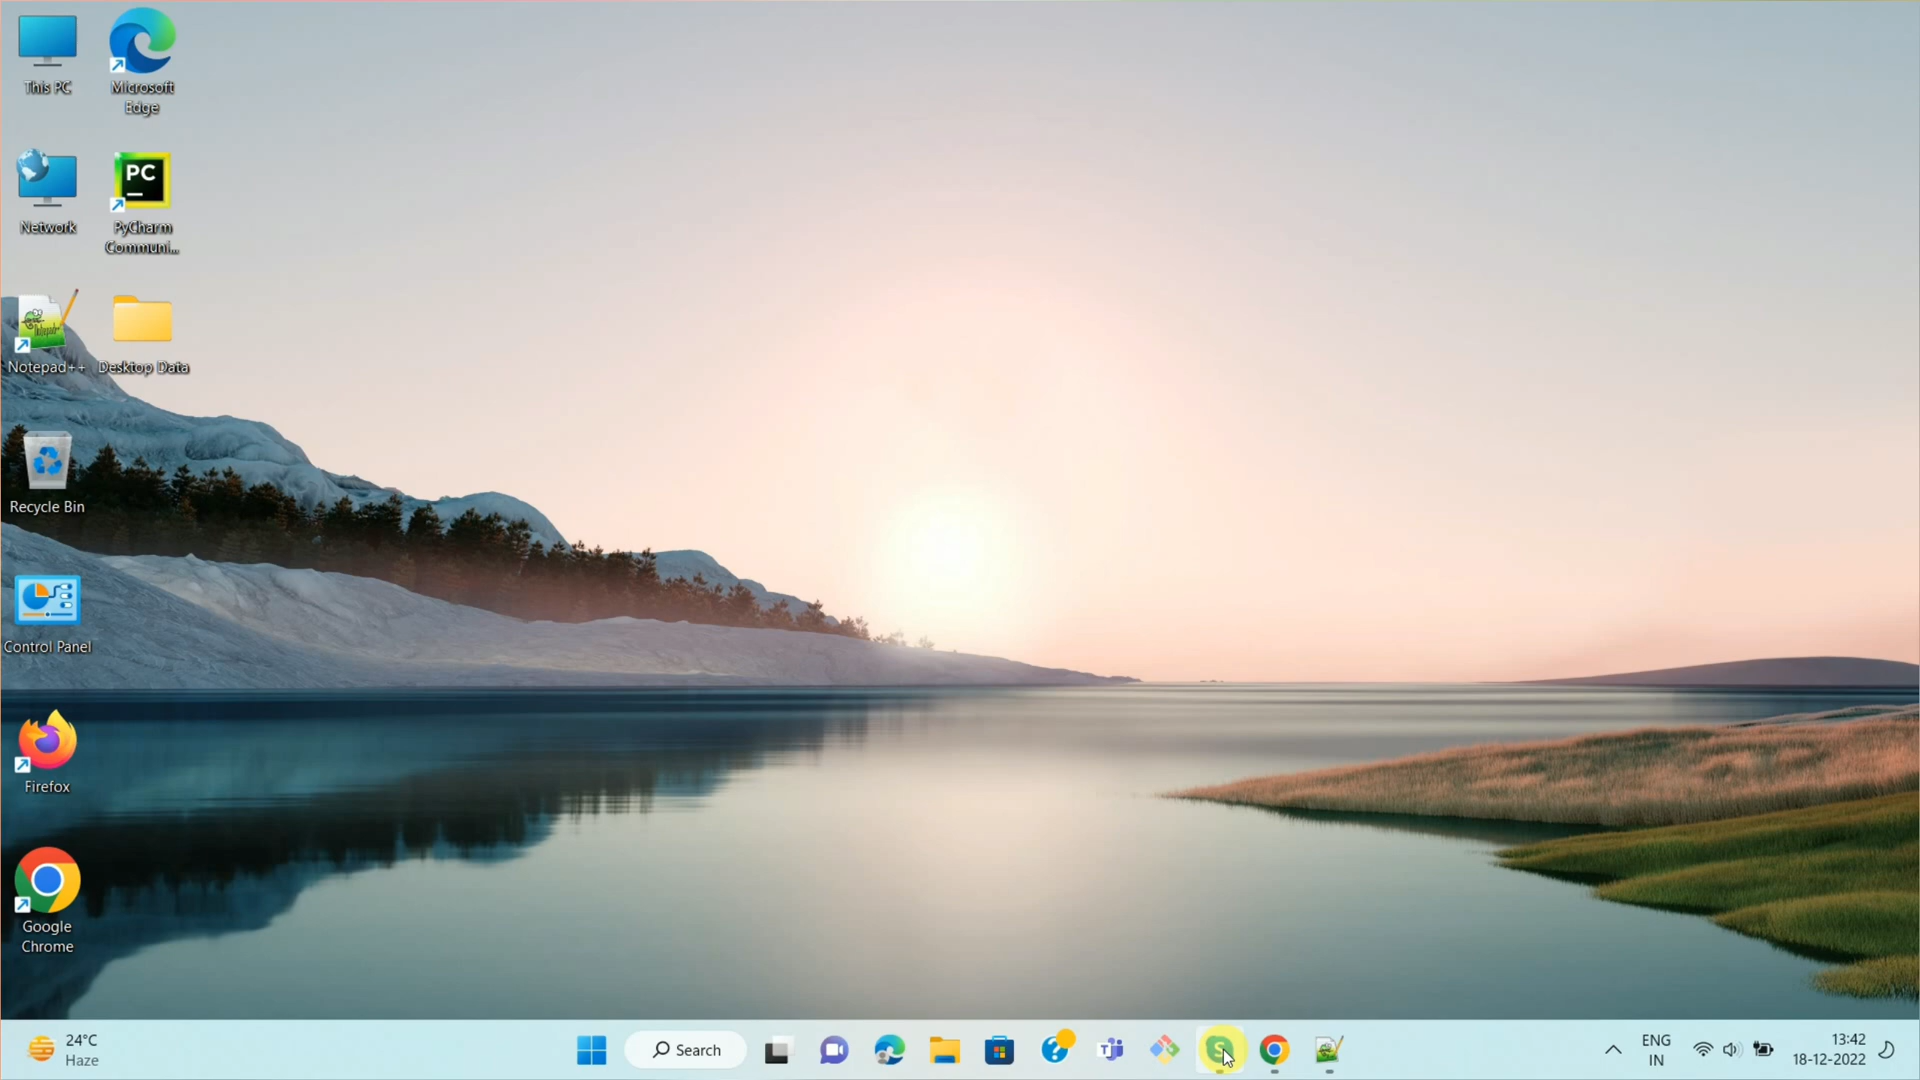 This PC
Microsoft
Edge
Network
PC
PyCharm
Communi...
Notepad++
Desktop Data
Recycle Bin
Control Panel
Firefox
Google
Chrome
24°C
Haze
Search
ENG
IN
13:42
18-12-2022